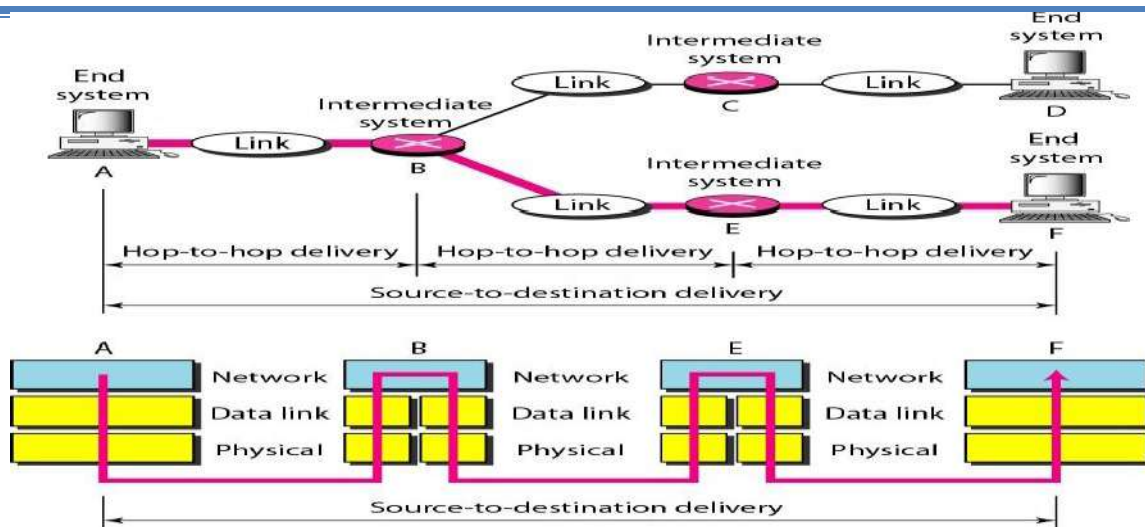 End
system
Intermediate
system
Link
Link
C
D
End
system
A
Link
Intermediate
system
B
Intermediate
system
Link
E
Link
End
system
F
Hop-to-hop delivery
Hop-to-hop delivery
Hop-to-hop delivery
Source-to-destination delivery
A B E F
Network Network Network
Data link Data link Data link
Physical Physical Physical
Source-to-destination delivery